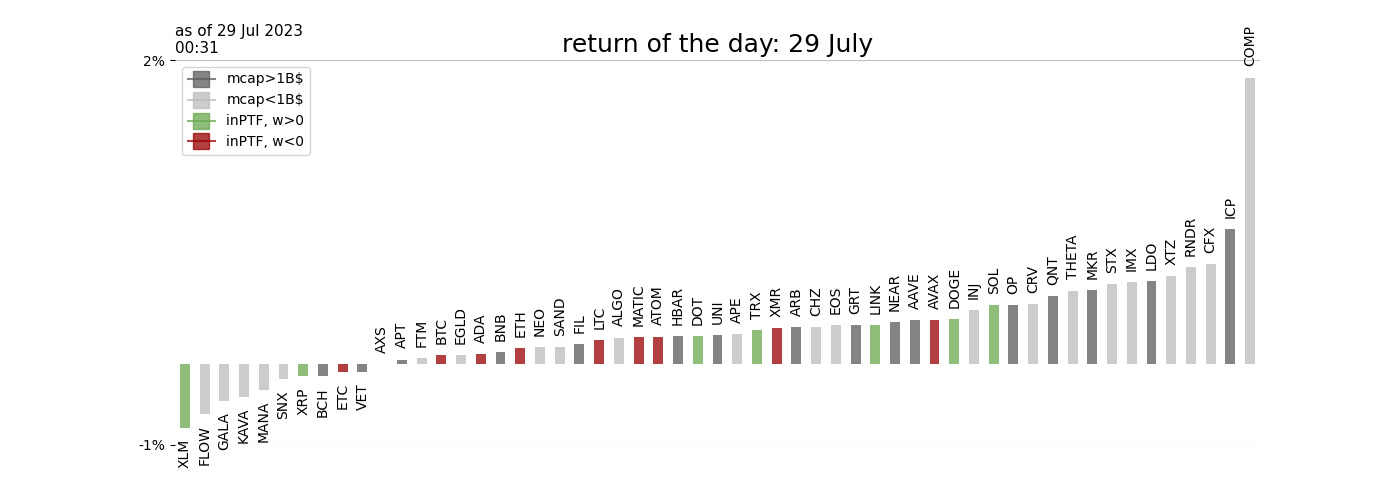 as of 29 Jul 2023
00:31
return of the day: 29 July
2%
mcap>1B$
mcap<1B$
inPTF, w>0
inPTF, w<0
-1%
XLM
FLOW
GALA
KAVA
MANA
SNX
XRP
BCH
ETC
VET
AXS
APT
FTM
BTC
EGLD
ADA
BNB
ETH
NEO
SAND
FIL
LTC
ALGO
MATIC
ATOM
HBAR
DOT
UNI
APE
TRX
XMR
ARB
CHZ
EOS
GRT
LINK
NEAR
AAVE
AVAX
DOGE
INJ
SOL
OP
CRV
QNT
THETA
MKR
STX
IMX
LDO
XTZ
RNDR
CFX
ICP
COMP